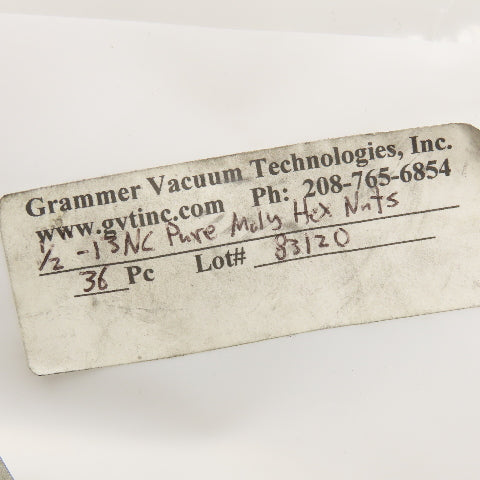 Grammer Vacuum Technologies, Inc.
www.gvtinc.com Ph: 208-765-6854
1/2 -13NC Pure Moly Hex Nuts
36 Pc Lot# 83120